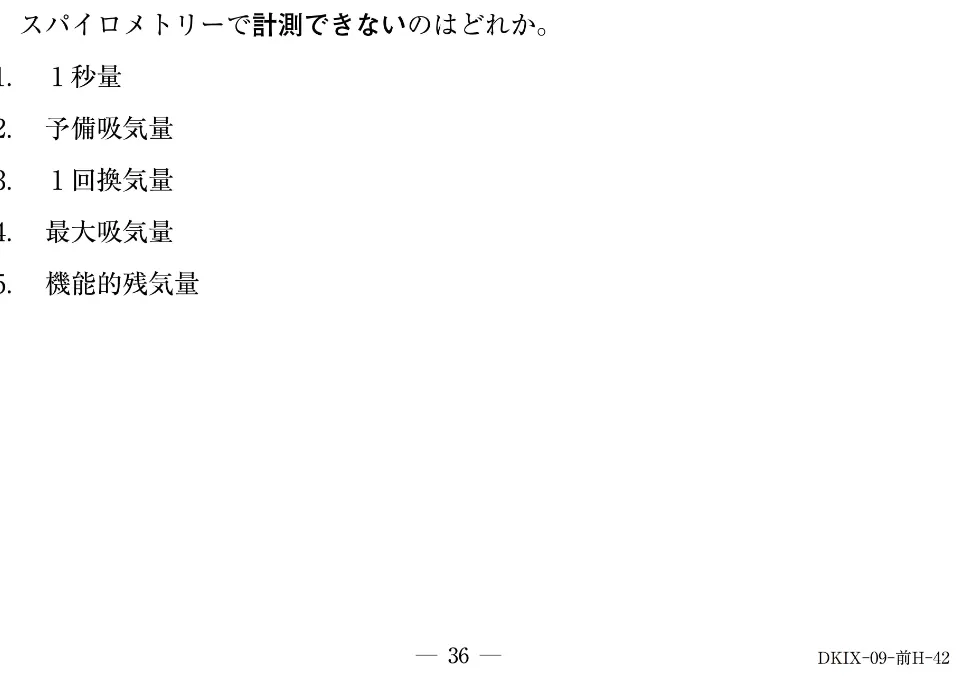 スパイロメトリーで計測できないのはどれか。
1. 1秒量
2. 予備吸気量
3. 1回換気量
4. 最大吸気量
5. 機能的残気量
— 36 —
DKIX-09-前H-42